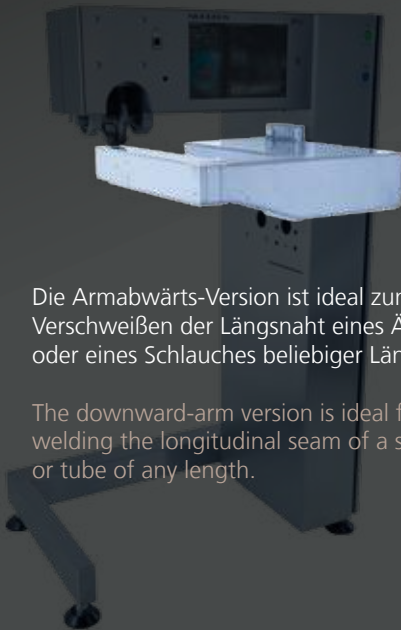 Die Armabwärts-Version ist ideal zum
Verschweißen der Längsnaht eines
oder eines Schlauches beliebiger
The downward-arm version is ideal
welding the longitudinal seam of a
or tube of any length.